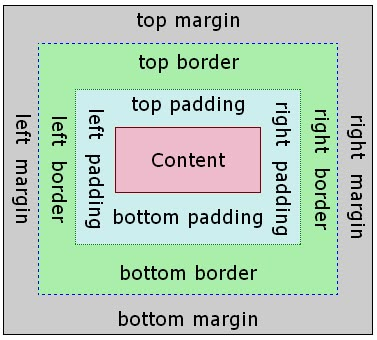 top margin
top border
top padding
left margin
left border
left padding
Content
right padding
right border
right margin
bottom padding
bottom border
bottom margin